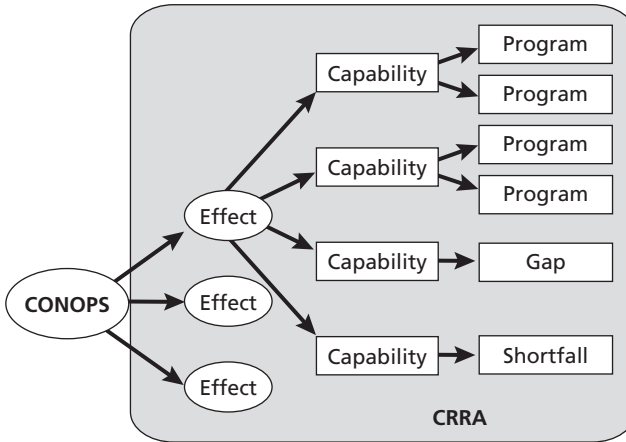 Program
Capability
Program
Program
Capability
Program
Effect
Capability
Gap
CONOPS
Effect
Capability
Shortfall
Effect
CRRA